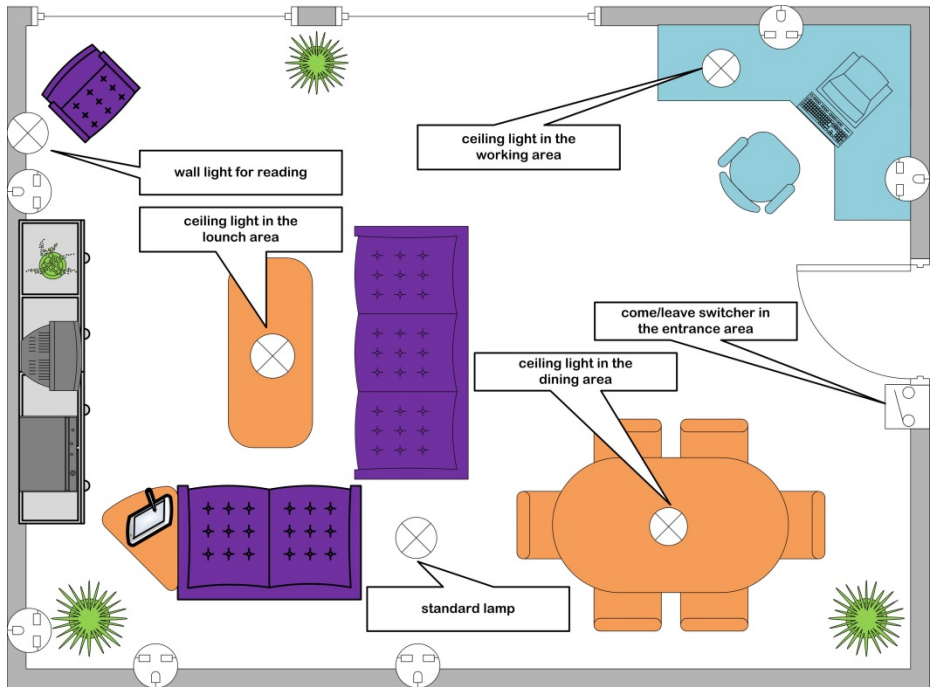 ceiling light in the
working area
wall light for reading
ceiling light in the
lounch area
come/leave switcher in
the entrance area
ceiling light in the
dining area
standard lamp